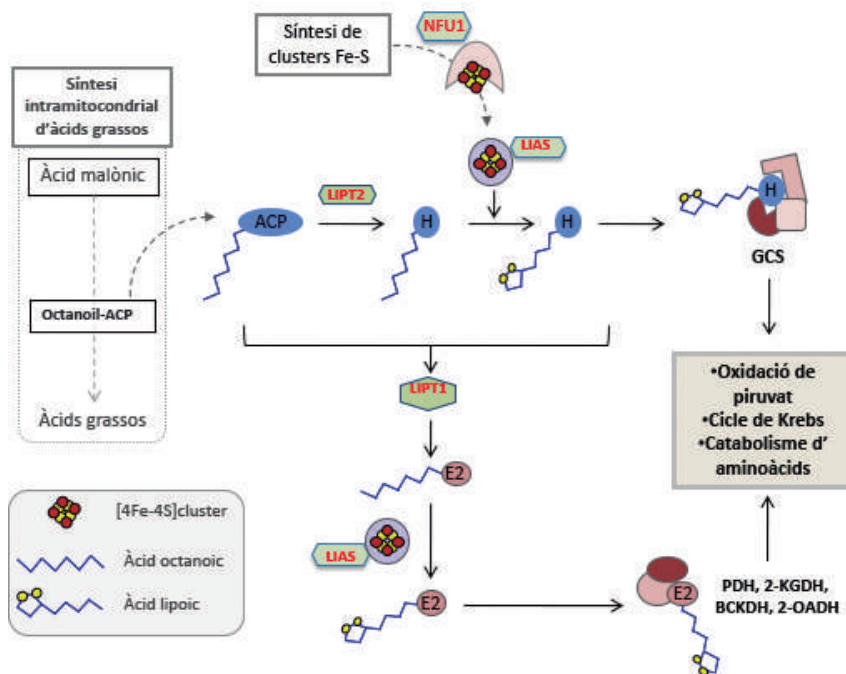 Síntesi de
clusters Fe-S
NFU1
Síntesi
intramitocondrial
d'àcids grassos
Àcid malònic
Octanoil-ACP
Àcids grassos
ACP
LIPT2
H
LIAS
H
H
GCS
LIPT1
E2
LIAS
E2
E2
PDH, 2-KGDH,
BCKDH, 2-OADH
•Oxidació de
piruvat
•Cicle de Krebs
•Catabolisme d'
aminoàcids
[4Fe-4S]cluster
Àcid octanoic
Àcid lipoic